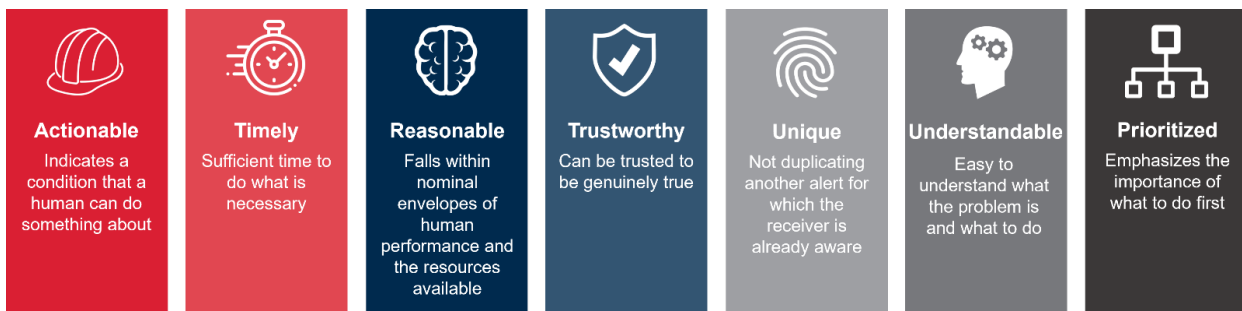 Actionable
Indicates a
condition that a
human can do
something about
Timely
Sufficient time to
do what is
necessary
Reasonable
Falls within
nominal
envelopes of
human
performance and
the resources
available
Trustworthy
Can be trusted to
be genuinely true
Unique
Not duplicating
another alert for
which the
receiver is
already aware
Understandable
Easy to
understand what
the problem is
and what to do
Prioritized
Emphasizes the
importance of
what to do first